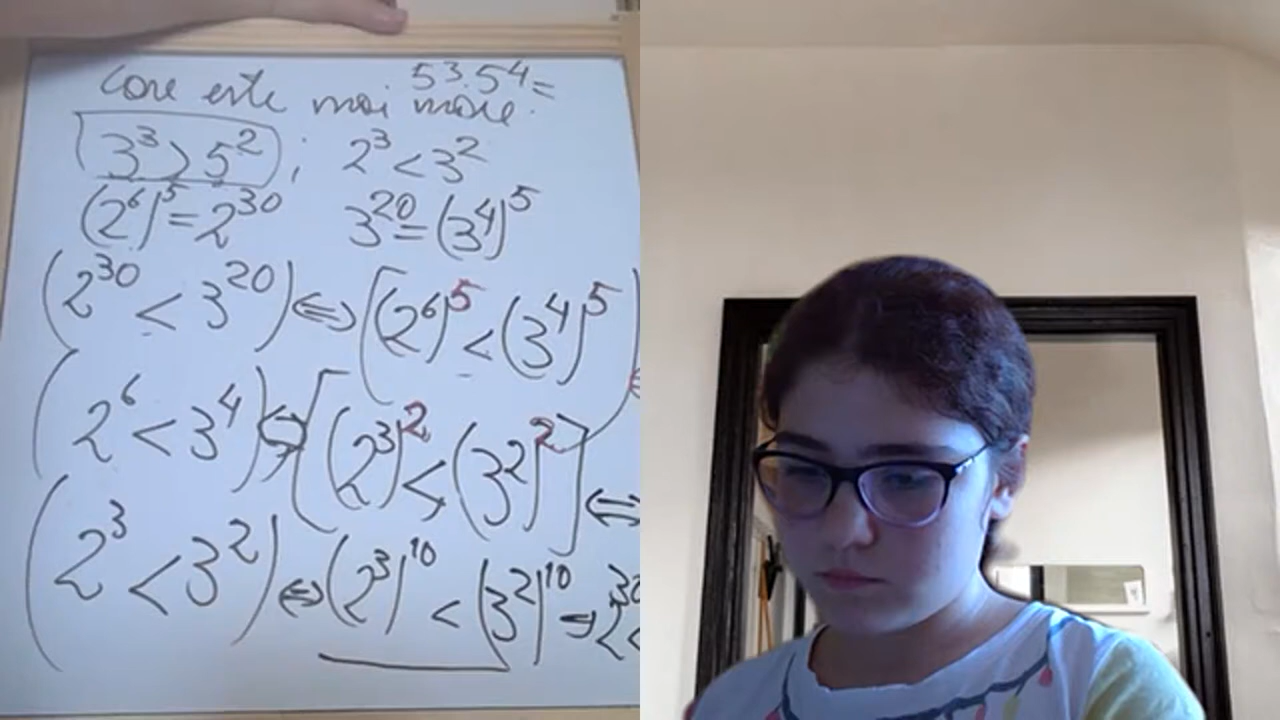 5³·5⁴=
Care este mai mare.
3³>5² ; 2³<3²
(2⁶)⁵=2³⁰ 3²⁰=(3⁴)⁵
(2³⁰<3²⁰)⇔[(2⁶)⁵<(3⁴)⁵
(2⁶<3⁴)⇔[(2³)²<(3²)²]⇔
(2³<3²)⇔(2³)¹⁰<(3²)¹⁰⇒2³⁰<